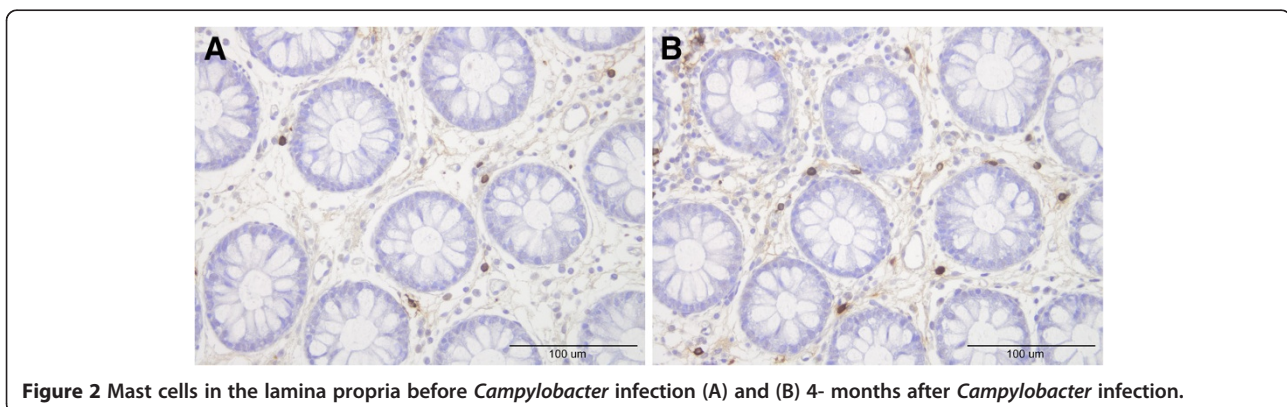 A
B
100 um
100 um
Figure 2 Mast cells in the lamina propria before Campylobacter infection (A) and (B) 4- months after Campylobacter infection.